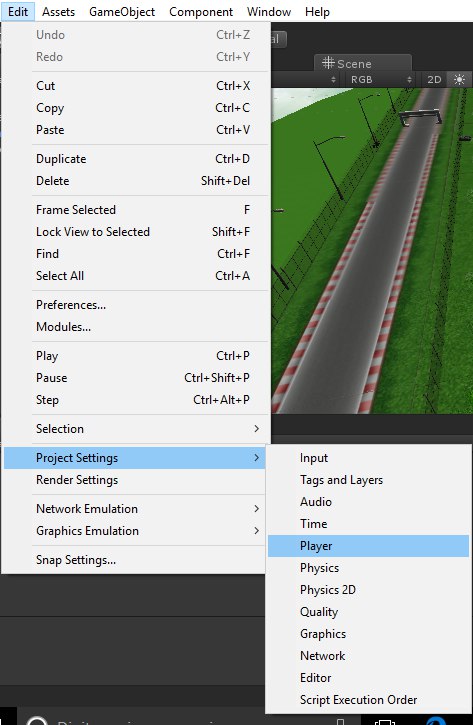 Edit Assets GameObject Component Window Help
Undo Ctrl+Z
Redo Ctrl+Y
Cut Ctrl+X
Copy Ctrl+C
Paste Ctrl+V
Duplicate Ctrl+D
Delete Shift+Del
Frame Selected F
Lock View to Selected Shift+F
Find Ctrl+F
Select All Ctrl+A
Preferences...
Modules...
Play Ctrl+P
Pause Ctrl+Shift+P
Step Ctrl+Alt+P
Selection
Project Settings
Render Settings
Network Emulation
Graphics Emulation
Snap Settings...
Scene
RGB 2D
Input
Tags and Layers
Audio
Time
Player
Physics
Physics 2D
Quality
Graphics
Network
Editor
Script Execution Order